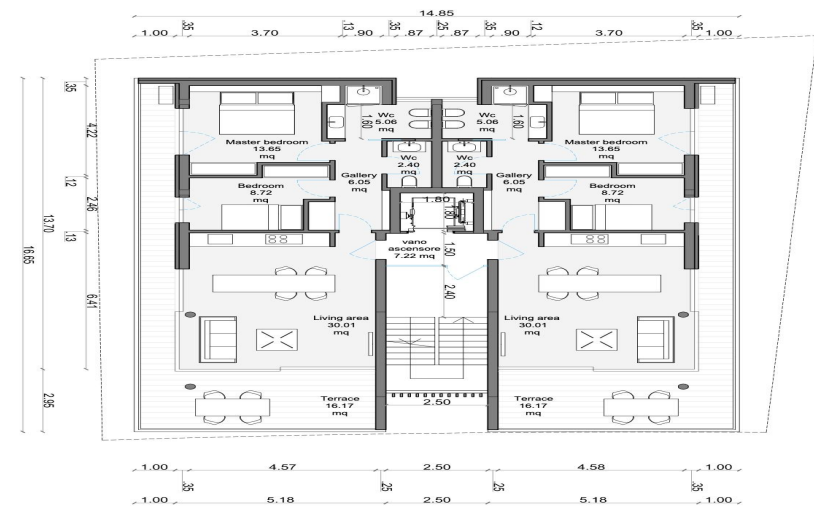 14.85
1.00 .35 3.70 .13 .90 .35 .87 .25 .87 .35 .90 .12 3.70 .35 1.00
.35
4.22
.12
2.46
.13
6.41
2.95
13.70
16.65
Master bedroom
13.65
mq
Wc
5.06
mq
1.60
Wc
5.06
mq
1.60
Master bedroom
13.65
mq
Wc
2.40
mq
Wc
2.40
mq
Gallery
6.05
mq
Gallery
6.05
mq
Bedroom
8.72
mq
Bedroom
8.72
mq
1.80
1.80
vano
ascensore
7.22 mq
1.50
2.40
Living area
30.01
mq
Living area
30.01
mq
Terrace
16.17
mq
Terrace
16.17
mq
2.50
1.00 .35 4.57 .25 2.50 .25 4.58 .35 1.00
1.00 5.18 2.50 5.18 1.00